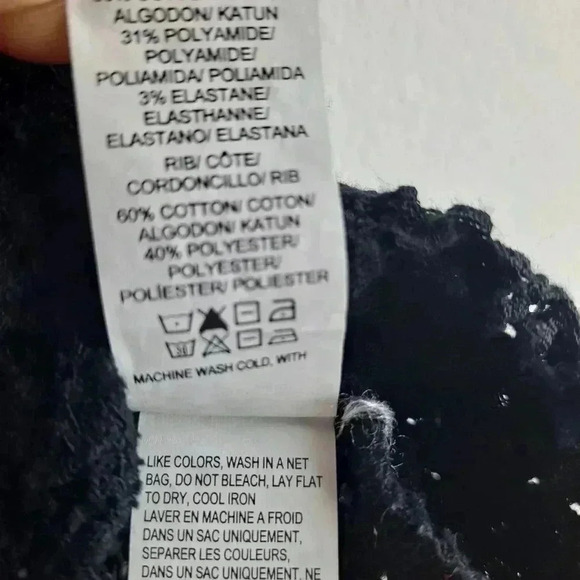 ALGODON/ KATUN
31% POLYAMIDE/
POLYAMIDE/
POLIAMIDA/ POLIAMIDA
3% ELASTANE/
ELASTHANNE/
ELASTANO/ ELASTANA
RIB/ CÔTE/
CORDONCILLO/ RIB
60% COTTON/ COTON/
ALGODON/ KATUN
40% POLYESTER/
POLYESTER/
POLÍESTER/ POLIESTER
MACHINE WASH COLD, WITH
LIKE COLORS, WASH IN A NET
BAG, DO NOT BLEACH, LAY FLAT
TO DRY, COOL IRON
LAVER EN MACHINE A FROID
DANS UN SAC UNIQUEMENT,
SEPARER LES COULEURS,
DANS UN SAC UNIQUEMENT, NE